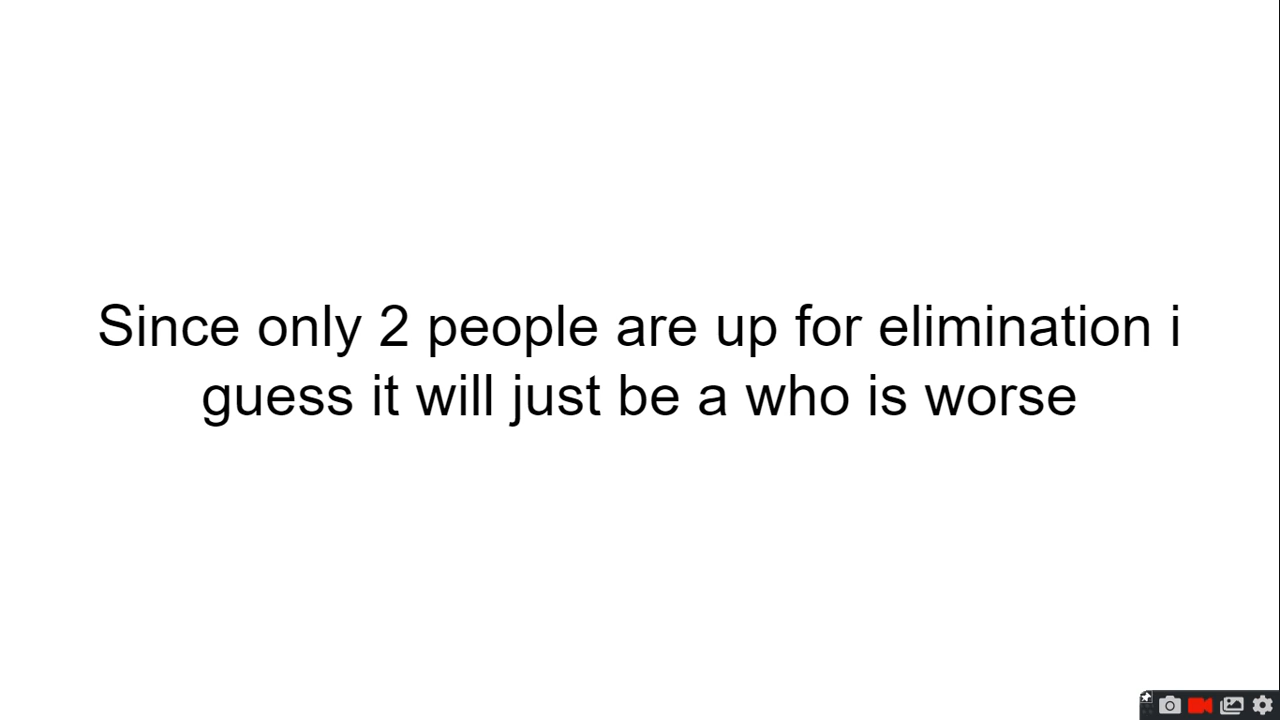 Since only 2 people are up for elimination i
guess it will just be a who is worse